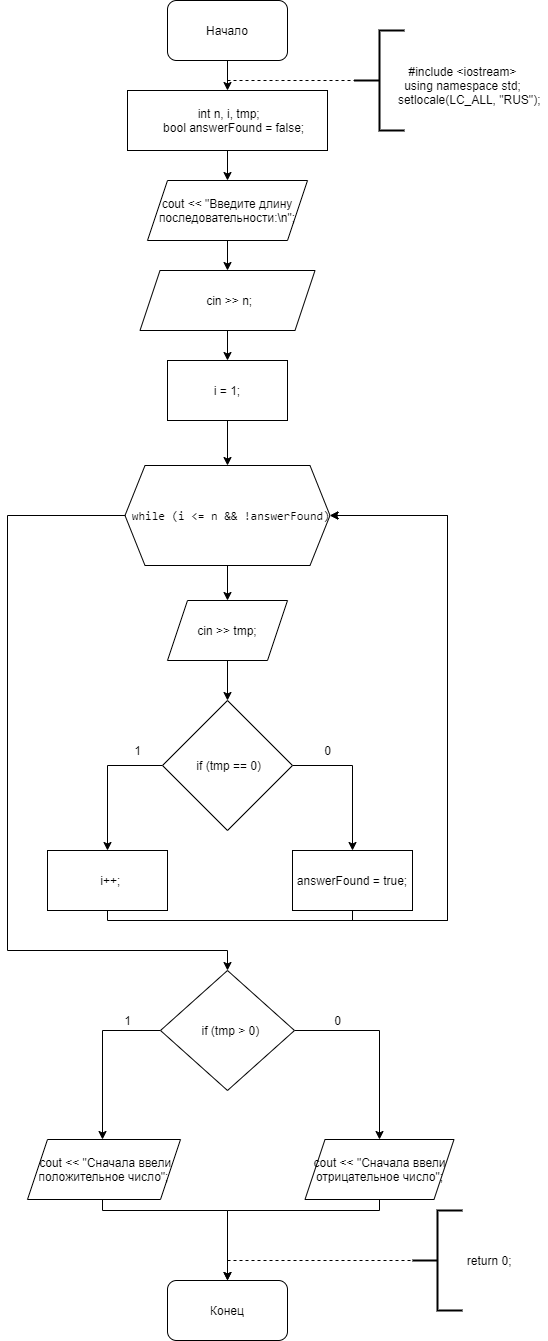 Начало
#include <iostream>
using namespace std;
setlocale(LC_ALL, "RUS");
int n, i, tmp;
bool answerFound = false;
cout << "Введите длину
последовательности:\n";
cin >> n;
i = 1;
while (i <= n && !answerFound)
cin >> tmp;
1
if (tmp == 0)
0
i++;
answerFound = true;
1
if (tmp > 0)
0
cout << "Сначала ввели
положительное число";
cout << "Сначала ввели
отрицательное число";
return 0;
Конец